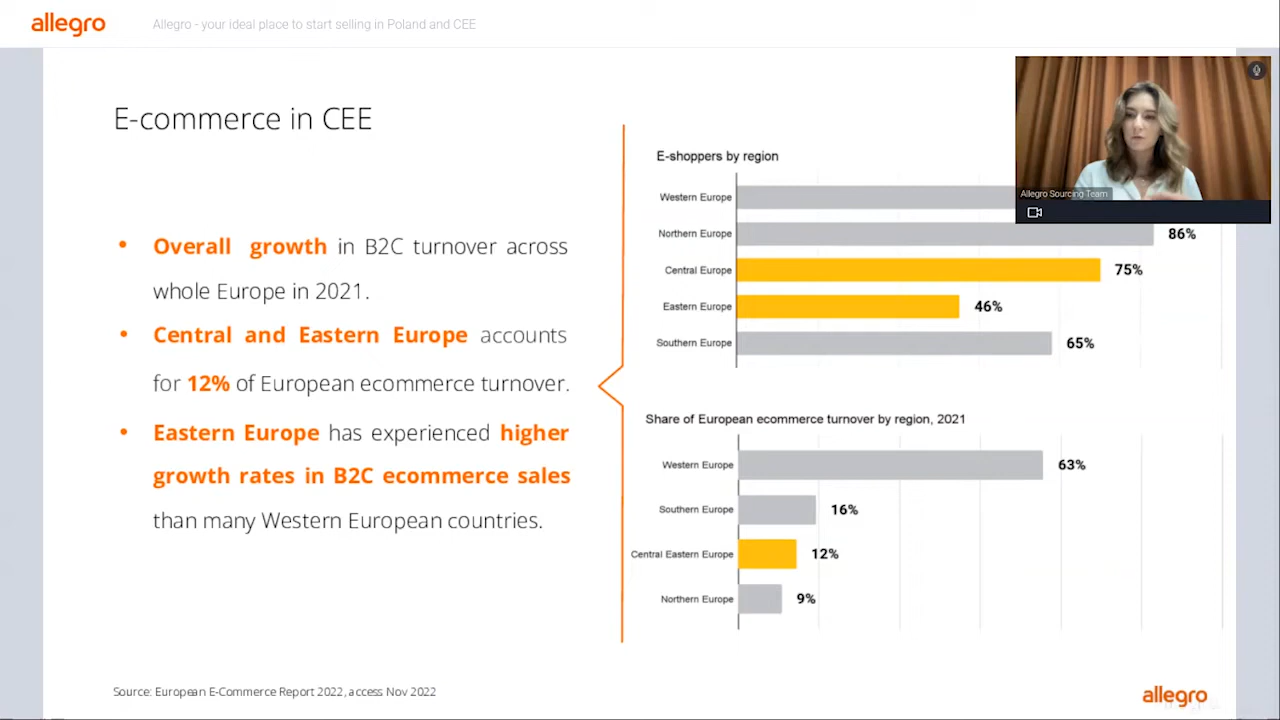 allegro
Allegro - your ideal place to start selling in Poland and CEE
E-commerce in CEE
Overall growth in B2C turnover across
whole Europe in 2021.
Central and Eastern Europe accounts
for 12% of European ecommerce turnover.
Eastern Europe has experienced higher
growth rates in B2C ecommerce sales
than many Western European countries.
E-shoppers by region
Western Europe
Northern Europe 86%
Central Europe 75%
Eastern Europe 46%
Southern Europe 65%
Allegro Sourcing Team
Share of European ecommerce turnover by region, 2021
Western Europe 63%
Southern Europe 16%
Central Eastern Europe 12%
Northern Europe 9%
Source: European E-Commerce Report 2022, access Nov 2022
allegro